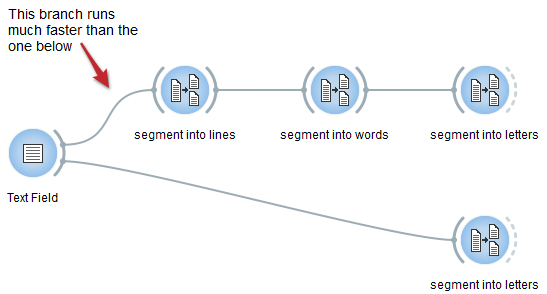 This branch runs
much faster than the
one below
segment into lines
segment into words
segment into letters
Text Field
segment into letters